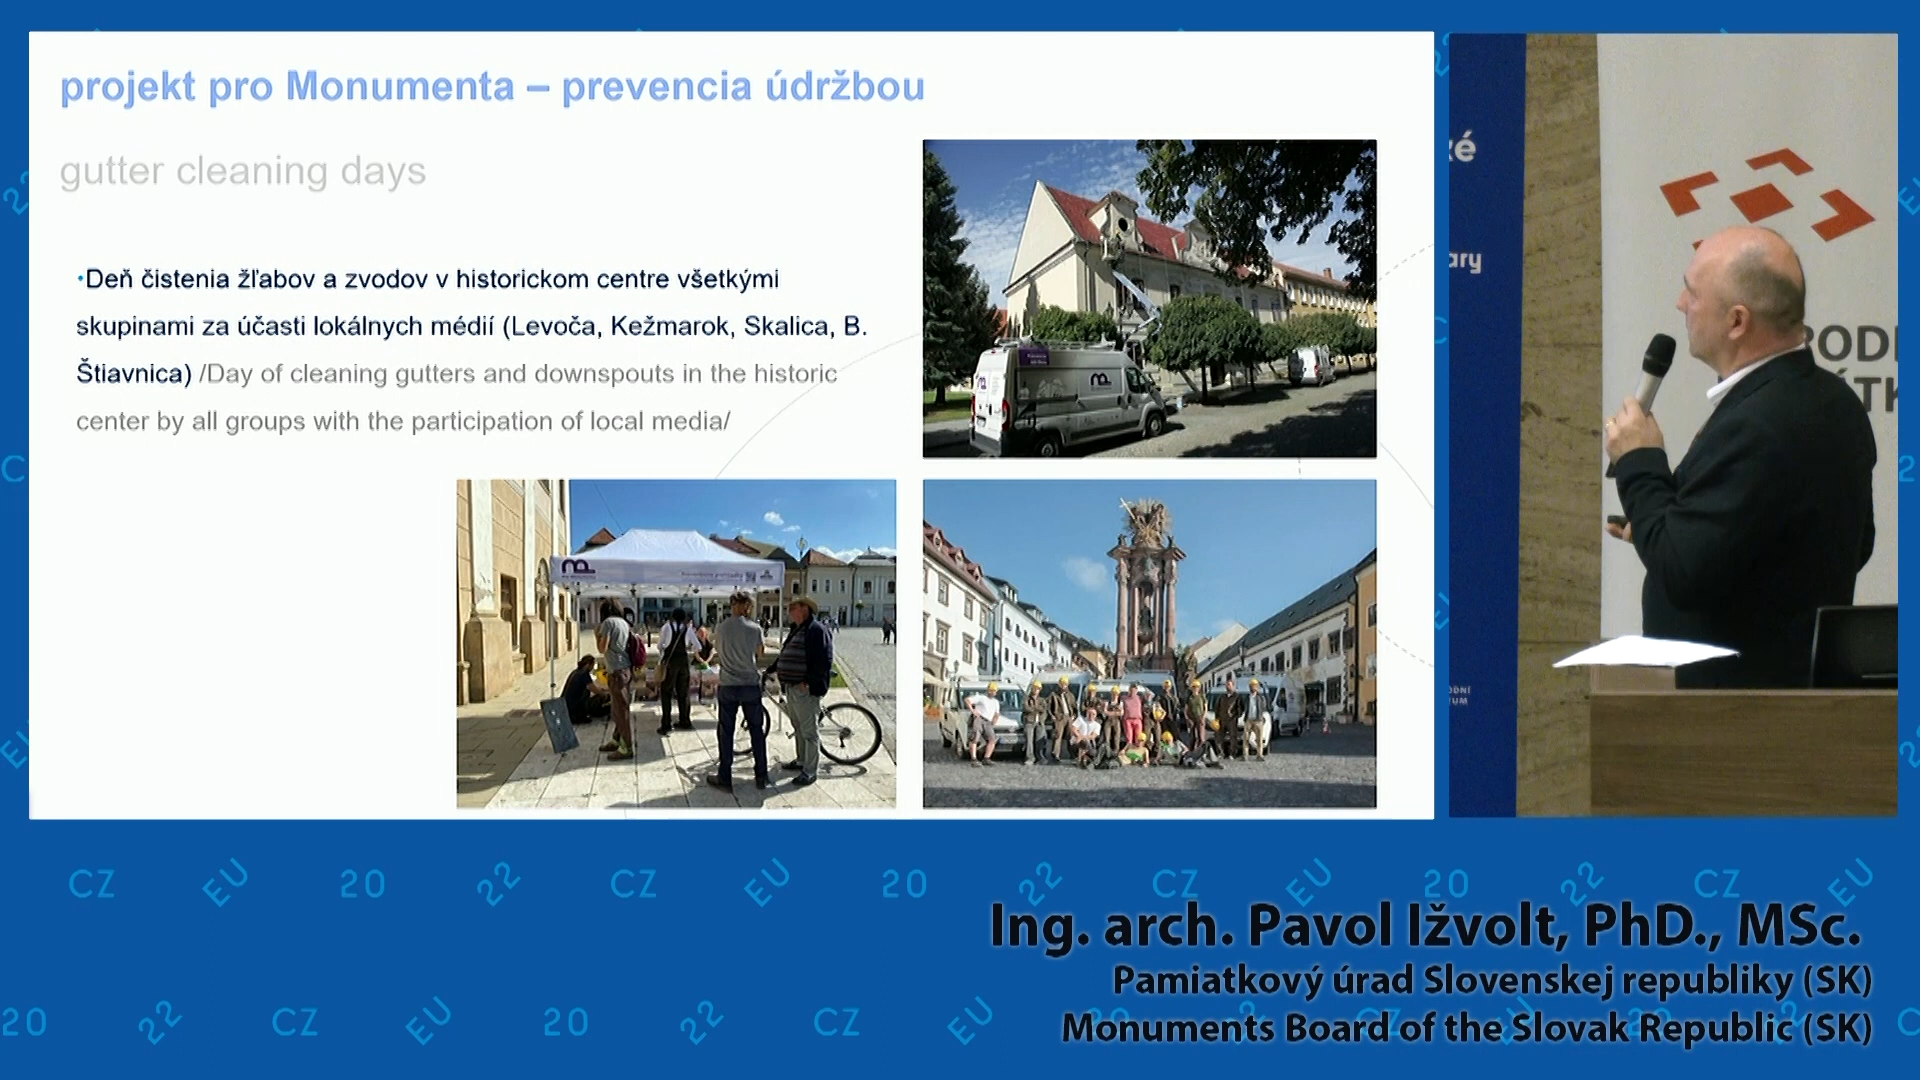 projekt pro Monumenta – prevencia údržbou
gutter cleaning days
•Deň čistenia žľabov a zvodov v historickom centre všetkými
skupinami za účasti lokálnych médií (Levoča, Kežmarok, Skalica, B.
Štiavnica) /Day of cleaning gutters and downspouts in the historic
center by all groups with the participation of local media/
ké
ary
CZ EU 20 22 CZ EU 20 22 CZ EU 20 22 CZ EU
Ing. arch. Pavol Ižvolt, PhD., MSc.
Pamiatkový úrad Slovenskej republiky (SK)
20 22 CZ EU 20 22 CZ EU
Monuments Board of the Slovak Republic (SK)